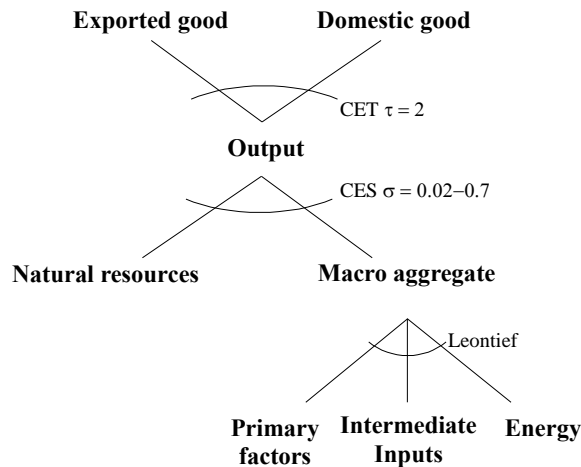 Exported good
Domestic good
CET τ = 2
Output
CES σ = 0.02–0.7
Natural resources
Macro aggregate
Leontief
Primary
factors
Intermediate
Inputs
Energy